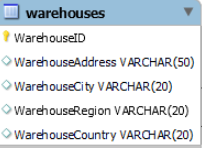 warehouses
WarehouseID
WarehouseAddress VARCHAR(50)
WarehouseCity VARCHAR(20)
WarehouseRegion VARCHAR(20)
WarehouseCountry VARCHAR(20)